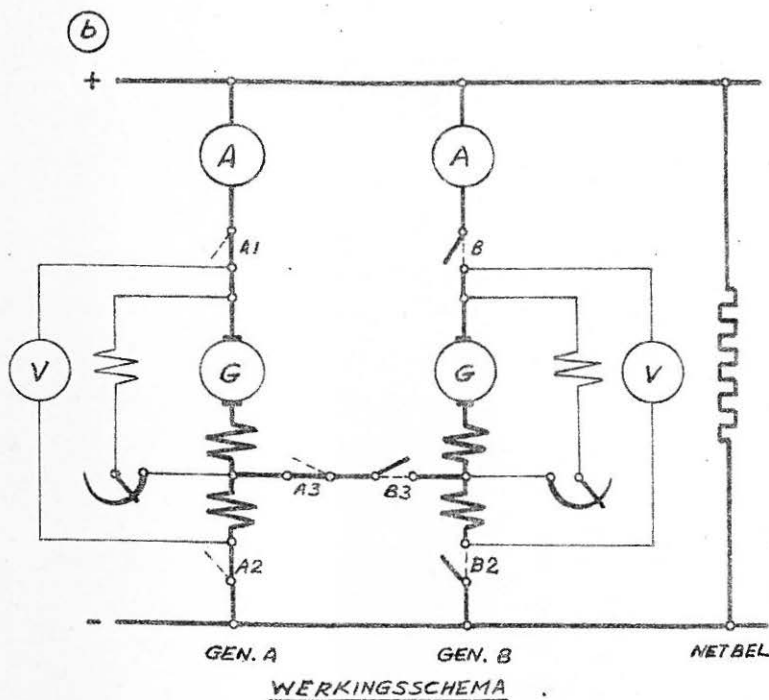 b
+
A A
A1 B
V G G V
A3 B3
A2 B2
-
GEN. A GEN. B NETBEL
WERKINGSSCHEMA.